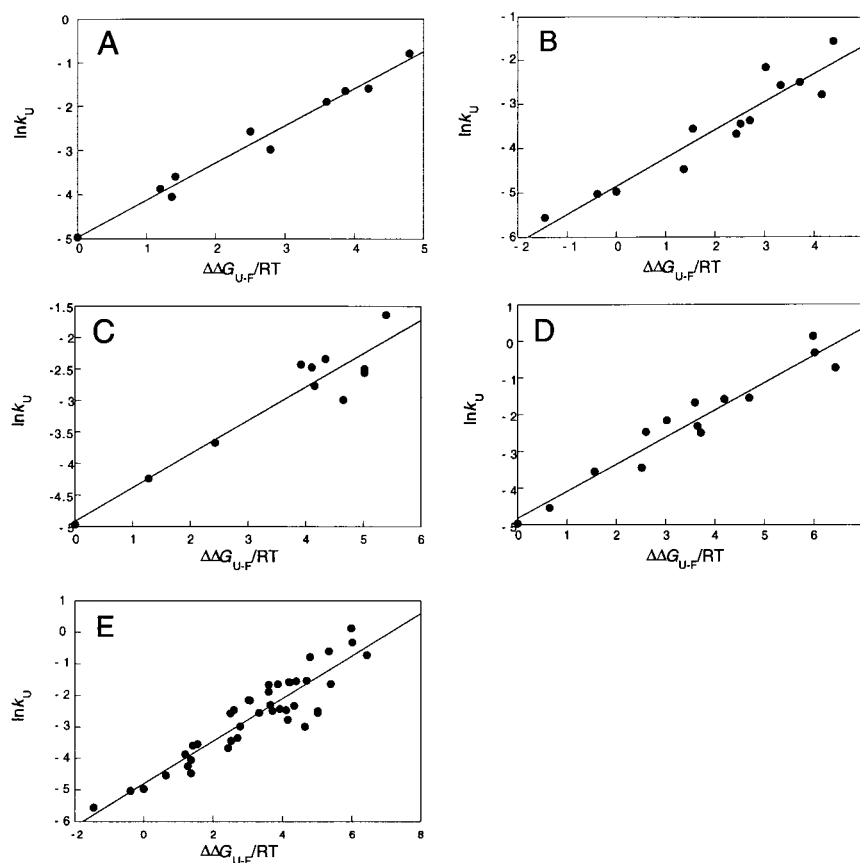 A
0
- 1
- 2
- 3
- 4
- 5
lnk_U
0 1 2 3 4 5
ΔΔG_U-F/RT
B
- 1
- 2
- 3
- 4
- 5
- 6
lnk_U
- 2 - 1 0 1 2 3 4
ΔΔG_U-F/RT
C
- 1.5
- 2
- 2.5
- 3
- 3.5
- 4
- 4.5
- 5
lnk_U
0 1 2 3 4 5 6
ΔΔG_U-F/RT
D
1
0
- 1
- 2
- 3
- 4
- 5
lnk_U
0 1 2 3 4 5 6
ΔΔG_U-F/RT
E
1
0
- 1
- 2
- 3
- 4
- 5
- 6
lnk_U
- 2 0 2 4 6 8
ΔΔG_U-F/RT